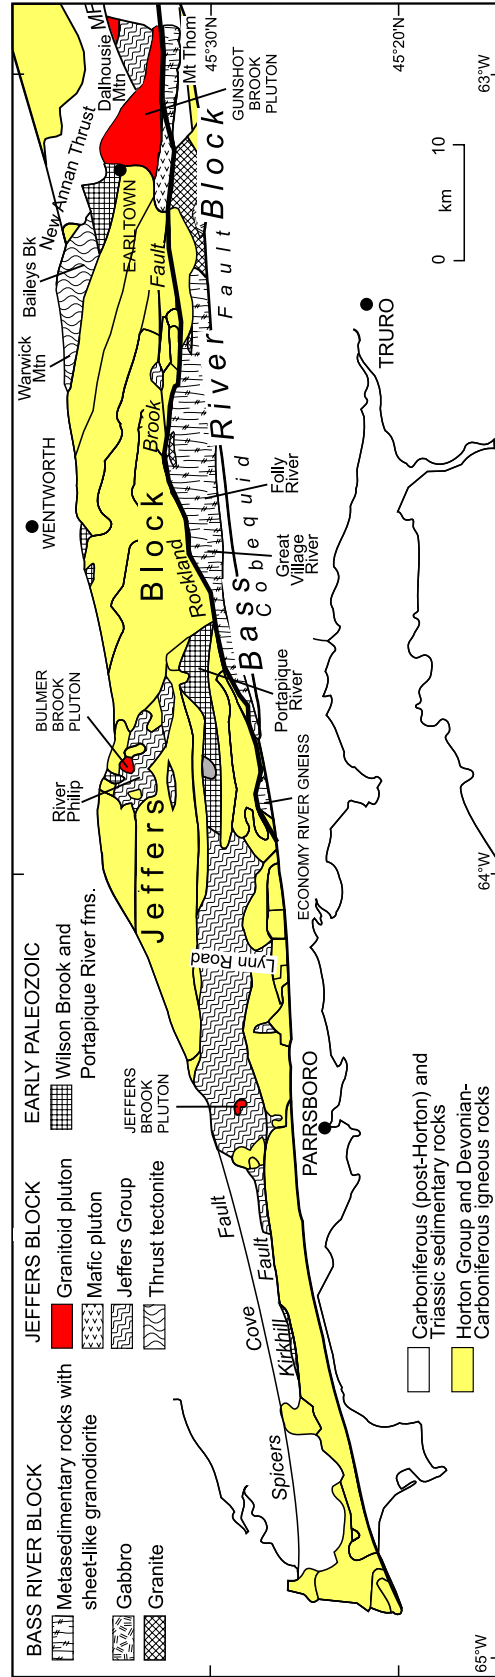 BASS RIVER BLOCK
Metasedimentary rocks with
sheet-like granodiorite
Gabbro
Granite
JEFFERS BLOCK
Granitoid pluton
Mafic pluton
Jeffers Group
Thrust tectonite
EARLY PALEOZOIC
Wilson Brook and
Portapique River fms.
Carboniferous (post-Horton) and
Triassic sedimentary rocks
Horton Group and Devonian-
Carboniferous igneous rocks
Spicers Cove Fault
Kirkhill Fault
PARRSBORO
JEFFERS
BROOK
PLUTON
Lynn Road
Jeffers Block
River
Philip
BULMER
BROOK
PLUTON
ECONOMY RIVER GNEISS
Portapique
River
Great
Village
River
Folly
River
Rockland Brook Fault
Bass River Block
Cobequid Fault
WENTWORTH
Warwick
Mtn
Baileys Bk
New Annan Thrust
EARLTOWN
Dalhousie
Mtn
MF
Mt Thom
GUNSHOT
BROOK
PLUTON
TRURO
0 10
km
45°30'N
45°20'N
65°W
64°W
63°W